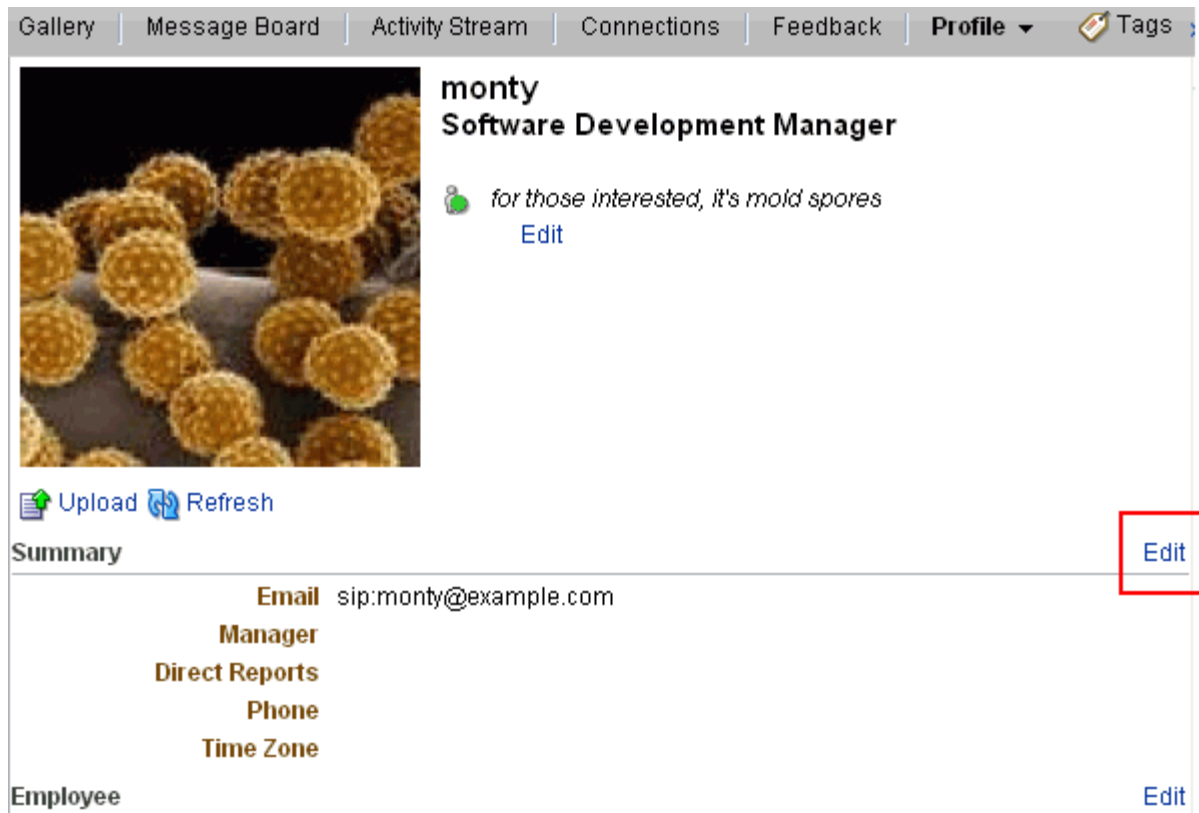 Gallery Message Board Activity Stream Connections Feedback Profile Tags
monty
Software Development Manager
for those interested, it's mold spores
Edit
Upload Refresh
Summary Edit
Email sip:monty@example.com
Manager
Direct Reports
Phone
Time Zone
Employee Edit